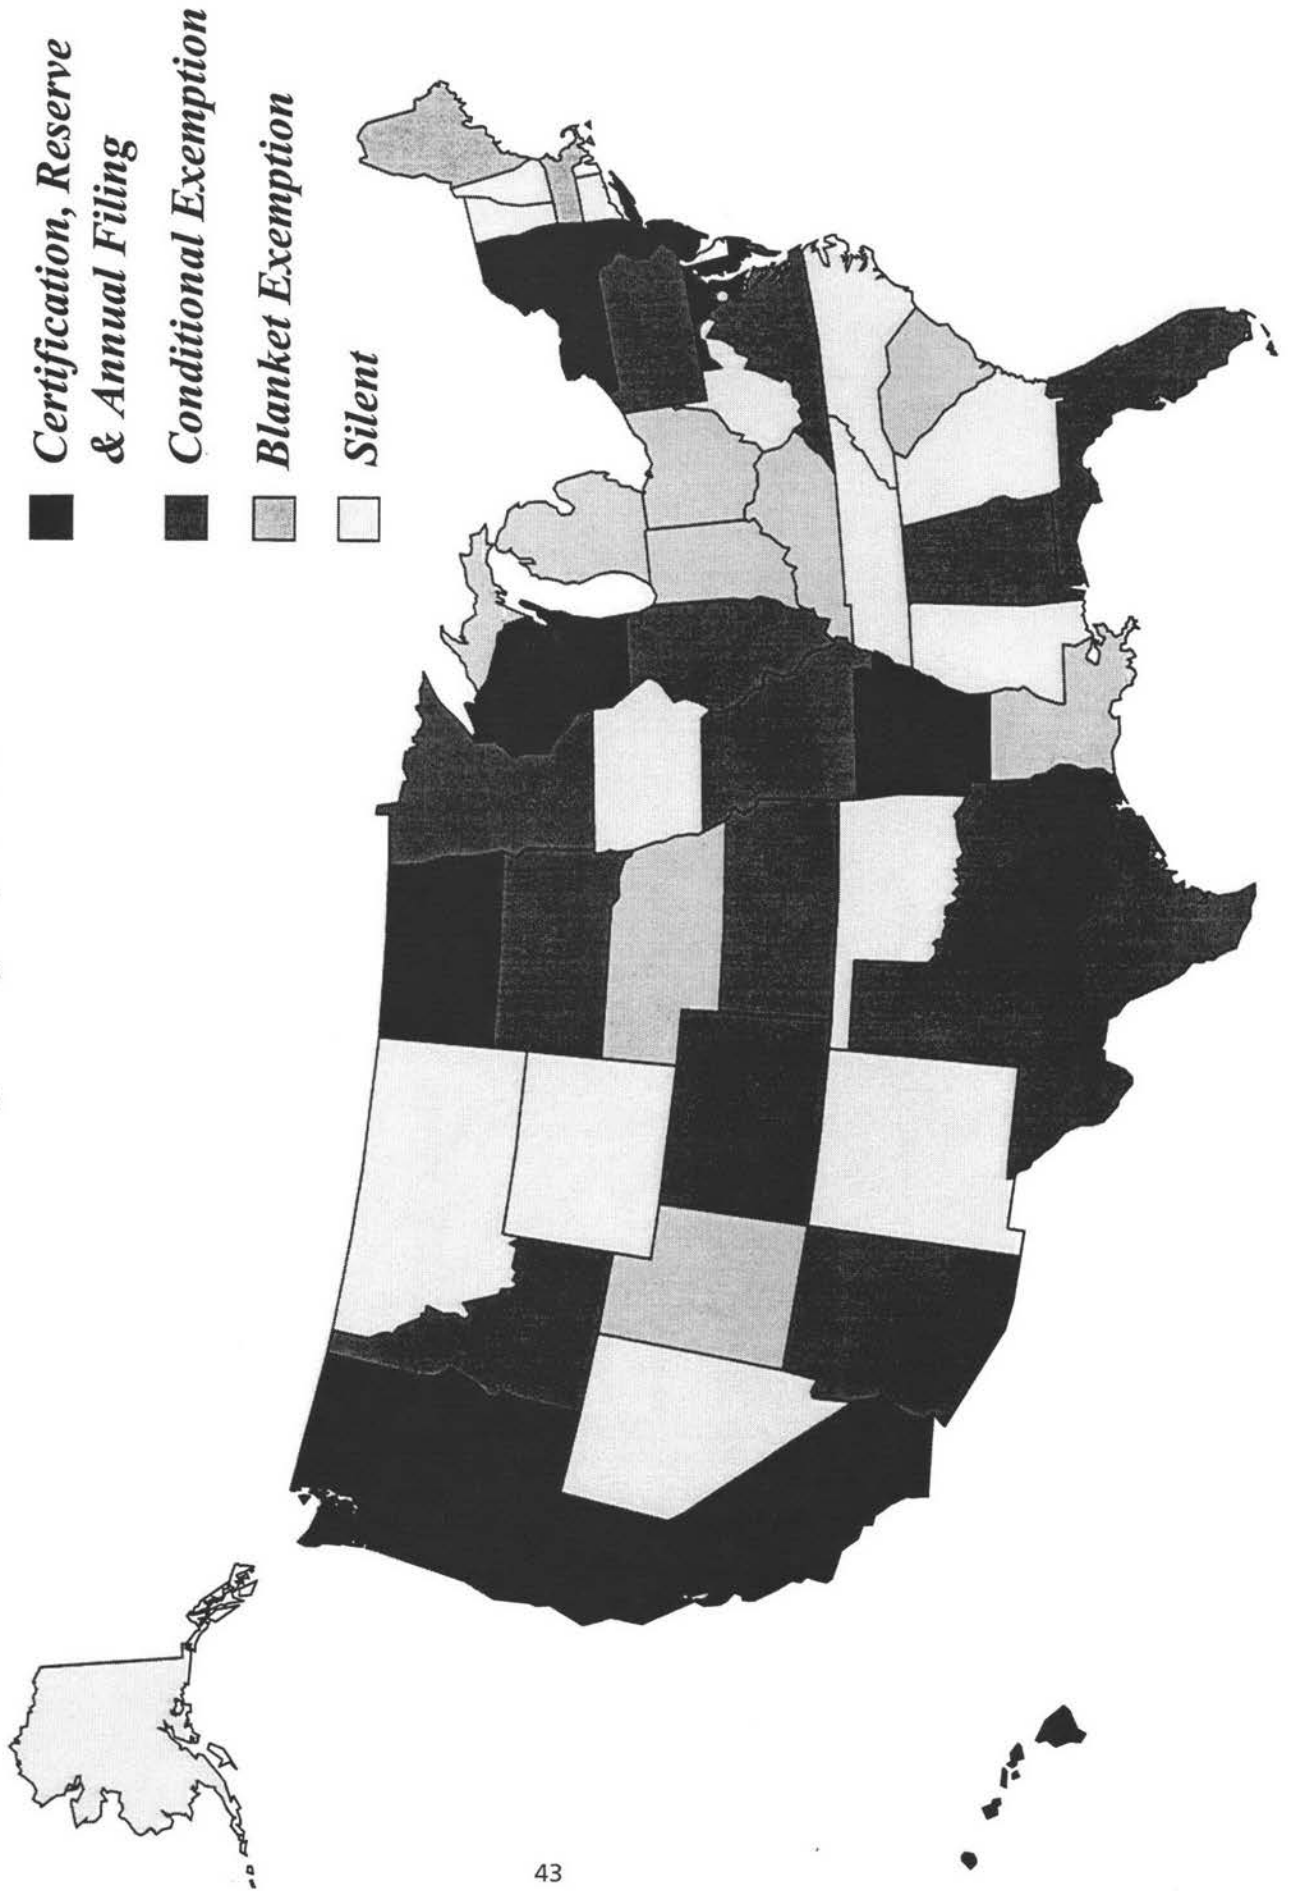 Certification, Reserve
& Annual Filing
Conditional Exemption
Blanket Exemption
Silent
43